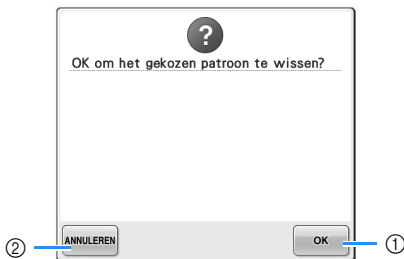 ?
OK om het gekozen patroon te wissen?
② ANNULEREN OK ①